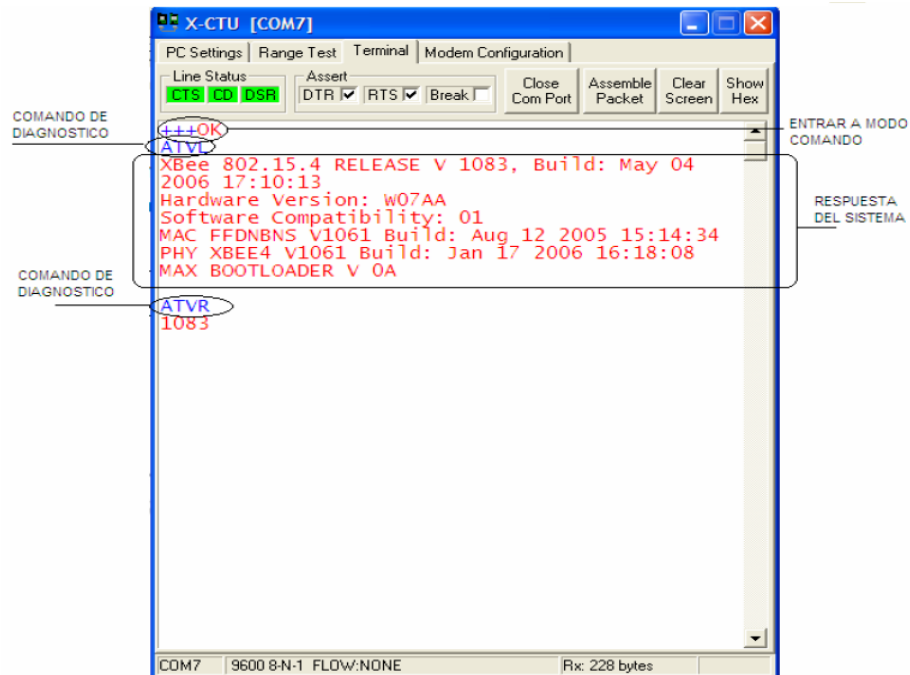 X-CTU [COM7]
PC Settings
Range Test
Terminal
Modem Configuration
Line Status
CTS CD DSR
Assert
DTR RTS Break
Close Com Port
Assemble Packet
Clear Screen
Show Hex
COMANDO DE
DIAGNOSTICO
+++OK
ENTRAR A MODO
COMANDO
ATVL
XBee 802.15.4 RELEASE V 1083, Build: May 04
2006 17:10:13
Hardware Version: W07AA
Software Compatibility: 01
MAC FFDNBNS V1061 Build: Aug 12 2005 15:14:34
PHY XBEE4 V1061 Build: Jan 17 2006 16:18:08
MAX BOOTLOADER V 0A
RESPUESTA
DEL SISTEMA
COMANDO DE
DIAGNOSTICO
ATVR
1083
COM7
9600 8-N-1 FLOW:NONE
Rx: 228 bytes